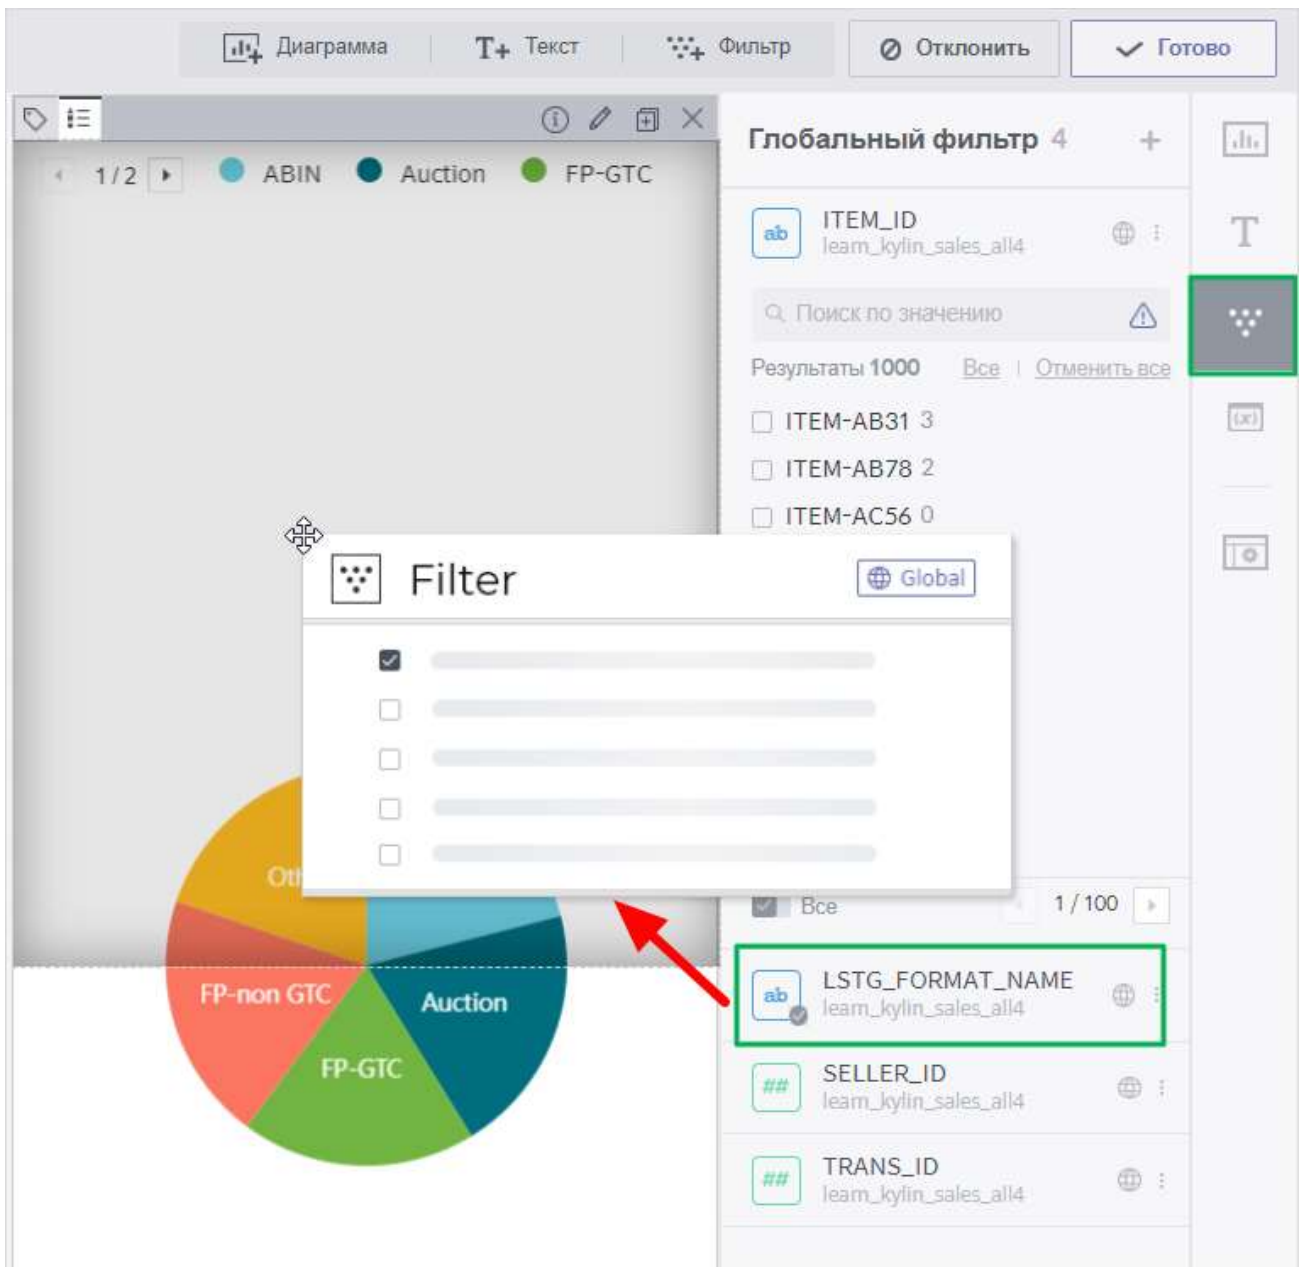 Диаграмма
T+ Текст
Фильтр
Отклонить
Готово
1/2
ABIN
Auction
FP-GTC
Глобальный фильтр 4
+
T
ab
ITEM_ID
learn_kylin_sales_all4
Поиск по значению
Результаты 1000 Все Отменить все
ITEM-AB31 3
ITEM-AB78 2
ITEM-AC56 0
(x)
Filter
Global
Все
1 / 100
FP-non GTC
Auction
FP-GTC
ab
LSTG_FORMAT_NAME
learn_kylin_sales_all4
##
SELLER_ID
learn_kylin_sales_all4
##
TRANS_ID
learn_kylin_sales_all4